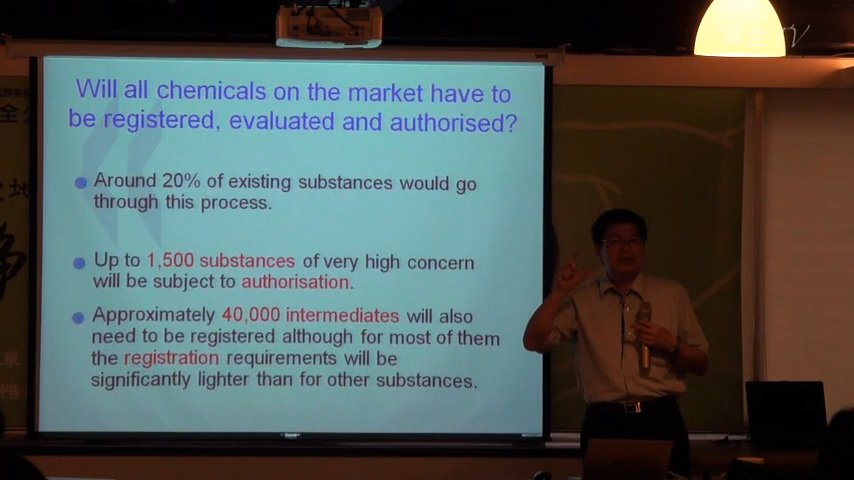 Will all chemicals on the market have to
be registered, evaluated and authorised?
Around 20% of existing substances would go
through this process.
Up to 1,500 substances of very high concern
will be subject to authorisation.
Approximately 40,000 intermediates will also
need to be registered although for most of them
the registration requirements will be
significantly lighter than for other substances.